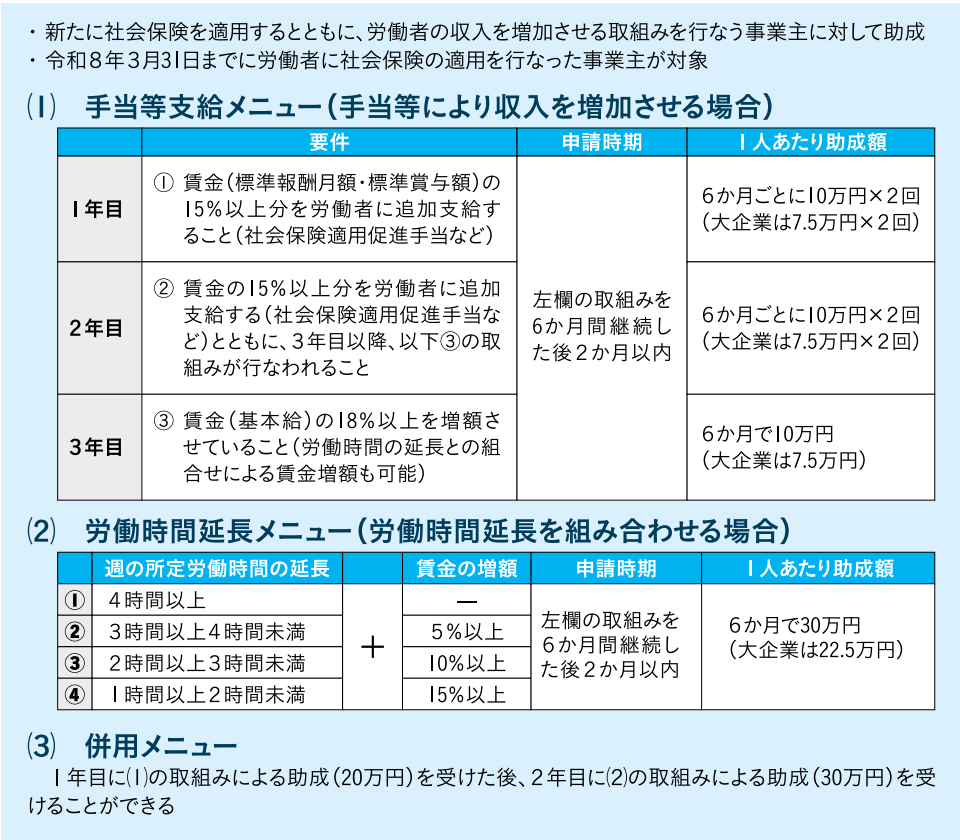 ・新たに社会保険を適用するとともに、労働者の収入を増加させる取組みを行なう事業主に対して助成
・令和8年3月31日までに労働者に社会保険の適用を行なった事業主が対象
(1) 手当等支給メニュー(手当等により収入を増加させる場合)
要件 申請時期 1人あたり助成額
1年目
① 賃金(標準報酬月額・標準賞与額)の
15%以上分を労働者に追加支給す
ること(社会保険適用促進手当など)
6か月ごとに10万円×2回
(大企業は7.5万円×2回)
2年目
② 賃金の15%以上分を労働者に追加
支給する(社会保険適用促進手当な
ど)とともに、3年目以降、以下③の取
組みが行なわれること
左欄の取組みを
6か月間継続し
た後2か月以内
6か月ごとに10万円×2回
(大企業は7.5万円×2回)
3年目
③ 賃金(基本給)の18%以上を増額さ
せていること(労働時間の延長との組
合せによる賃金増額も可能)
6か月で10万円
(大企業は7.5万円)
(2) 労働時間延長メニュー(労働時間延長を組み合わせる場合)
週の所定労働時間の延長 賃金の増額 申請時期 1人あたり助成額
① 4時間以上 ―
② 3時間以上4時間未満 5%以上
③ 2時間以上3時間未満 10%以上
④ 1時間以上2時間未満 15%以上
+
左欄の取組みを
6か月間継続し
た後2か月以内
6か月で30万円
(大企業は22.5万円)
(3) 併用メニュー
1年目に(1)の取組みによる助成(20万円)を受けた後、2年目に(2)の取組みによる助成(30万円)を受
けることができる